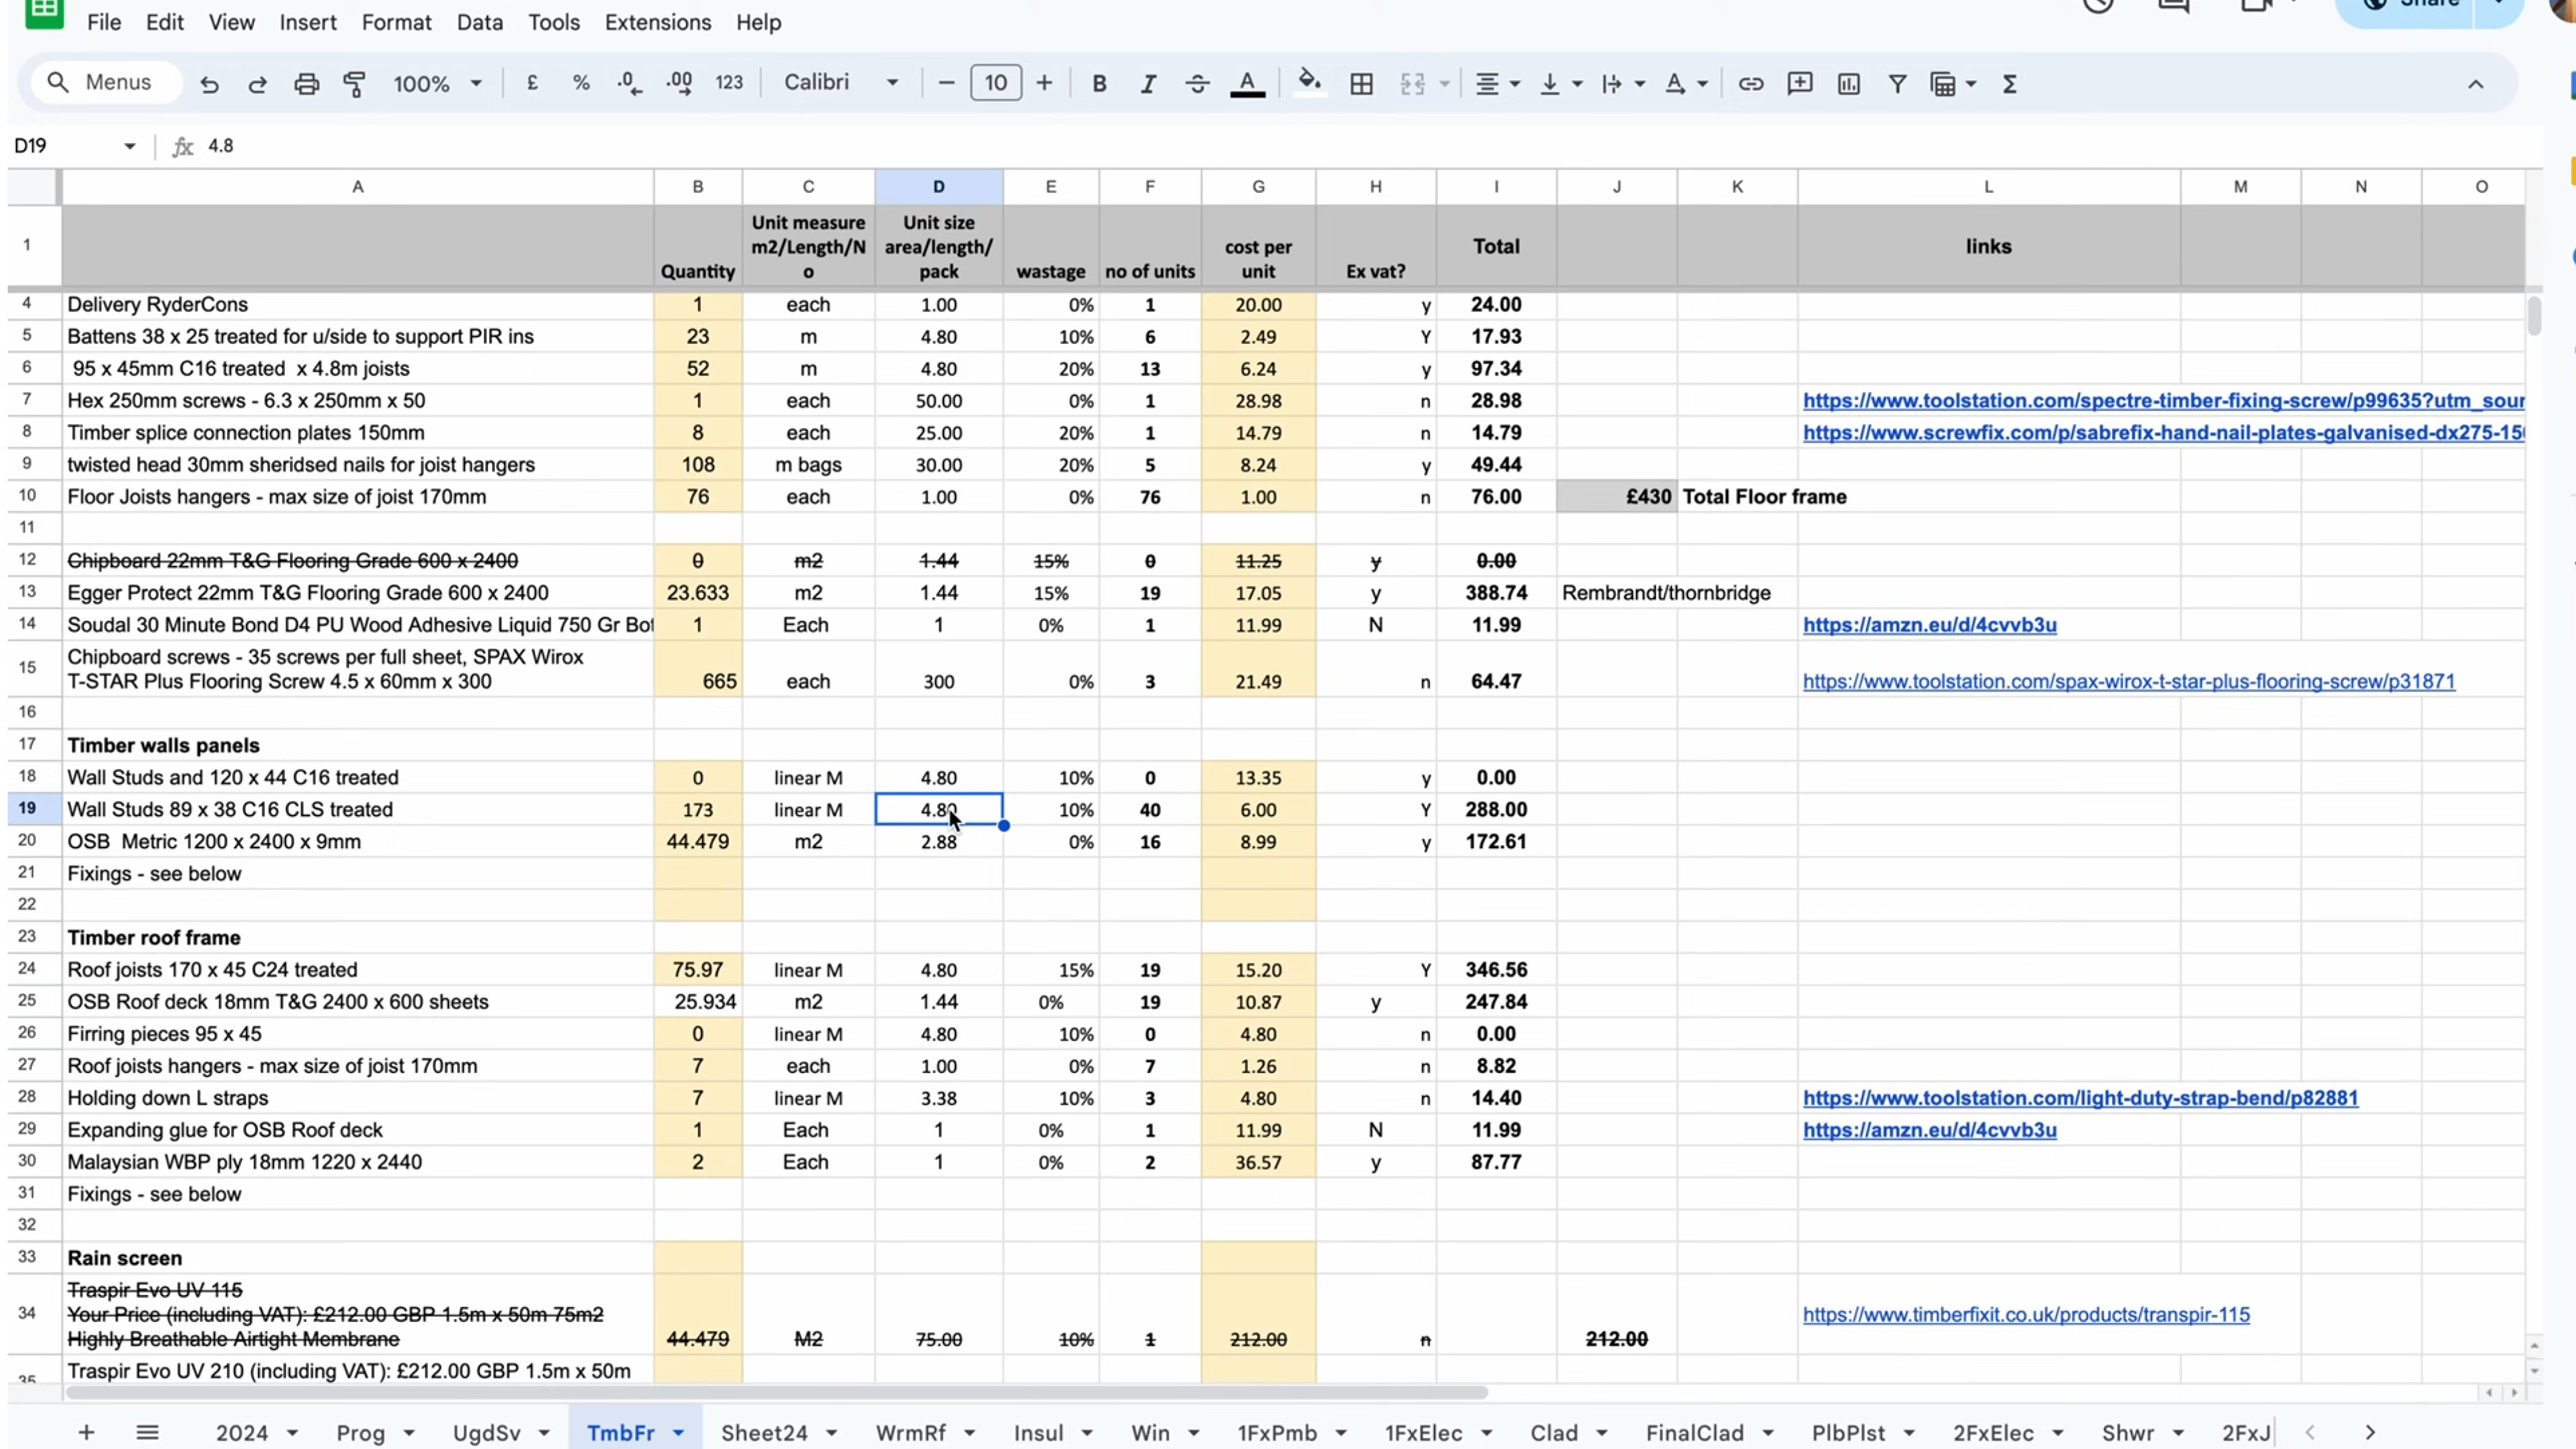 File Edit View Insert Format Data Tools Extensions Help Share
Menus 100% £ % .0 .00 123 Calibri 10 B I A A Σ
D19 fx 4.8
A B C D E F G H I J K L M N O
1 Quantity Unit measure m2/Length/No Unit size area/length/pack wastage no of units cost per unit Ex vat? Total links
4 Delivery RyderCons 1 each 1.00 0% 1 20.00 y 24.00
5 Battens 38 x 25 treated for u/side to support PIR ins 23 m 4.80 10% 6 2.49 Y 17.93
6 95 x 45mm C16 treated x 4.8m joists 52 m 4.80 20% 13 6.24 y 97.34
7 Hex 250mm screws - 6.3 x 250mm x 50 1 each 50.00 0% 1 28.98 n 28.98 https://www.toolstation.com/spectre-timber-fixing-screw/p99635?utm_sour
8 Timber splice connection plates 150mm 8 each 25.00 20% 1 14.79 n 14.79 https://www.screwfix.com/p/sabrefix-hand-nail-plates-galvanised-dx275-15
9 twisted head 30mm sheridsed nails for joist hangers 108 m bags 30.00 20% 5 8.24 y 49.44
10 Floor Joists hangers - max size of joist 170mm 76 each 1.00 0% 76 1.00 n 76.00 £430 Total Floor frame
11
12 Chipboard 22mm T&G Flooring Grade 600 x 2400 0 m2 1.44 15% 0 11.25 y 0.00
13 Egger Protect 22mm T&G Flooring Grade 600 x 2400 23.633 m2 1.44 15% 19 17.05 y 388.74 Rembrandt/thornbridge
14 Soudal 30 Minute Bond D4 PU Wood Adhesive Liquid 750 Gr Bot 1 Each 1 0% 1 11.99 N 11.99 https://amzn.eu/d/4cvvb3u
15 Chipboard screws - 35 screws per full sheet, SPAX Wirox
T-STAR Plus Flooring Screw 4.5 x 60mm x 300 665 each 300 0% 3 21.49 n 64.47 https://www.toolstation.com/spax-wirox-t-star-plus-flooring-screw/p31871
16
17 Timber walls panels
18 Wall Studs and 120 x 44 C16 treated 0 linear M 4.80 10% 0 13.35 y 0.00
19 Wall Studs 89 x 38 C16 CLS treated 173 linear M 4.80 10% 40 6.00 Y 288.00
20 OSB Metric 1200 x 2400 x 9mm 44.479 m2 2.88 0% 16 8.99 y 172.61
21 Fixings - see below
22
23 Timber roof frame
24 Roof joists 170 x 45 C24 treated 75.97 linear M 4.80 15% 19 15.20 Y 346.56
25 OSB Roof deck 18mm T&G 2400 x 600 sheets 25.934 m2 1.44 0% 19 10.87 y 247.84
26 Firring pieces 95 x 45 0 linear M 4.80 10% 0 4.80 n 0.00
27 Roof joists hangers - max size of joist 170mm 7 each 1.00 0% 7 1.26 n 8.82
28 Holding down L straps 7 linear M 3.38 10% 3 4.80 n 14.40 https://www.toolstation.com/light-duty-strap-bend/p82881
29 Expanding glue for OSB Roof deck 1 Each 1 0% 1 11.99 N 11.99 https://amzn.eu/d/4cvvb3u
30 Malaysian WBP ply 18mm 1220 x 2440 2 Each 1 0% 2 36.57 y 87.77
31 Fixings - see below
32
33 Rain screen
Traspir Evo UV 115
34 Your Price (including VAT): £212.00 GBP 1.5m x 50m 75m2 https://www.timberfixit.co.uk/products/transpir-115
Highly Breathable Airtight Membrane 44.479 M2 75.00 10% 1 212.00 n 212.00
35 Traspir Evo UV 210 (including VAT): £212.00 GBP 1.5m x 50m
2024 Prog UgdSv TmbFr Sheet24 WrmRf Insul Win 1FxPmb 1FxElec Clad FinalClad PlbPlst 2FxElec Shwr 2FxJ